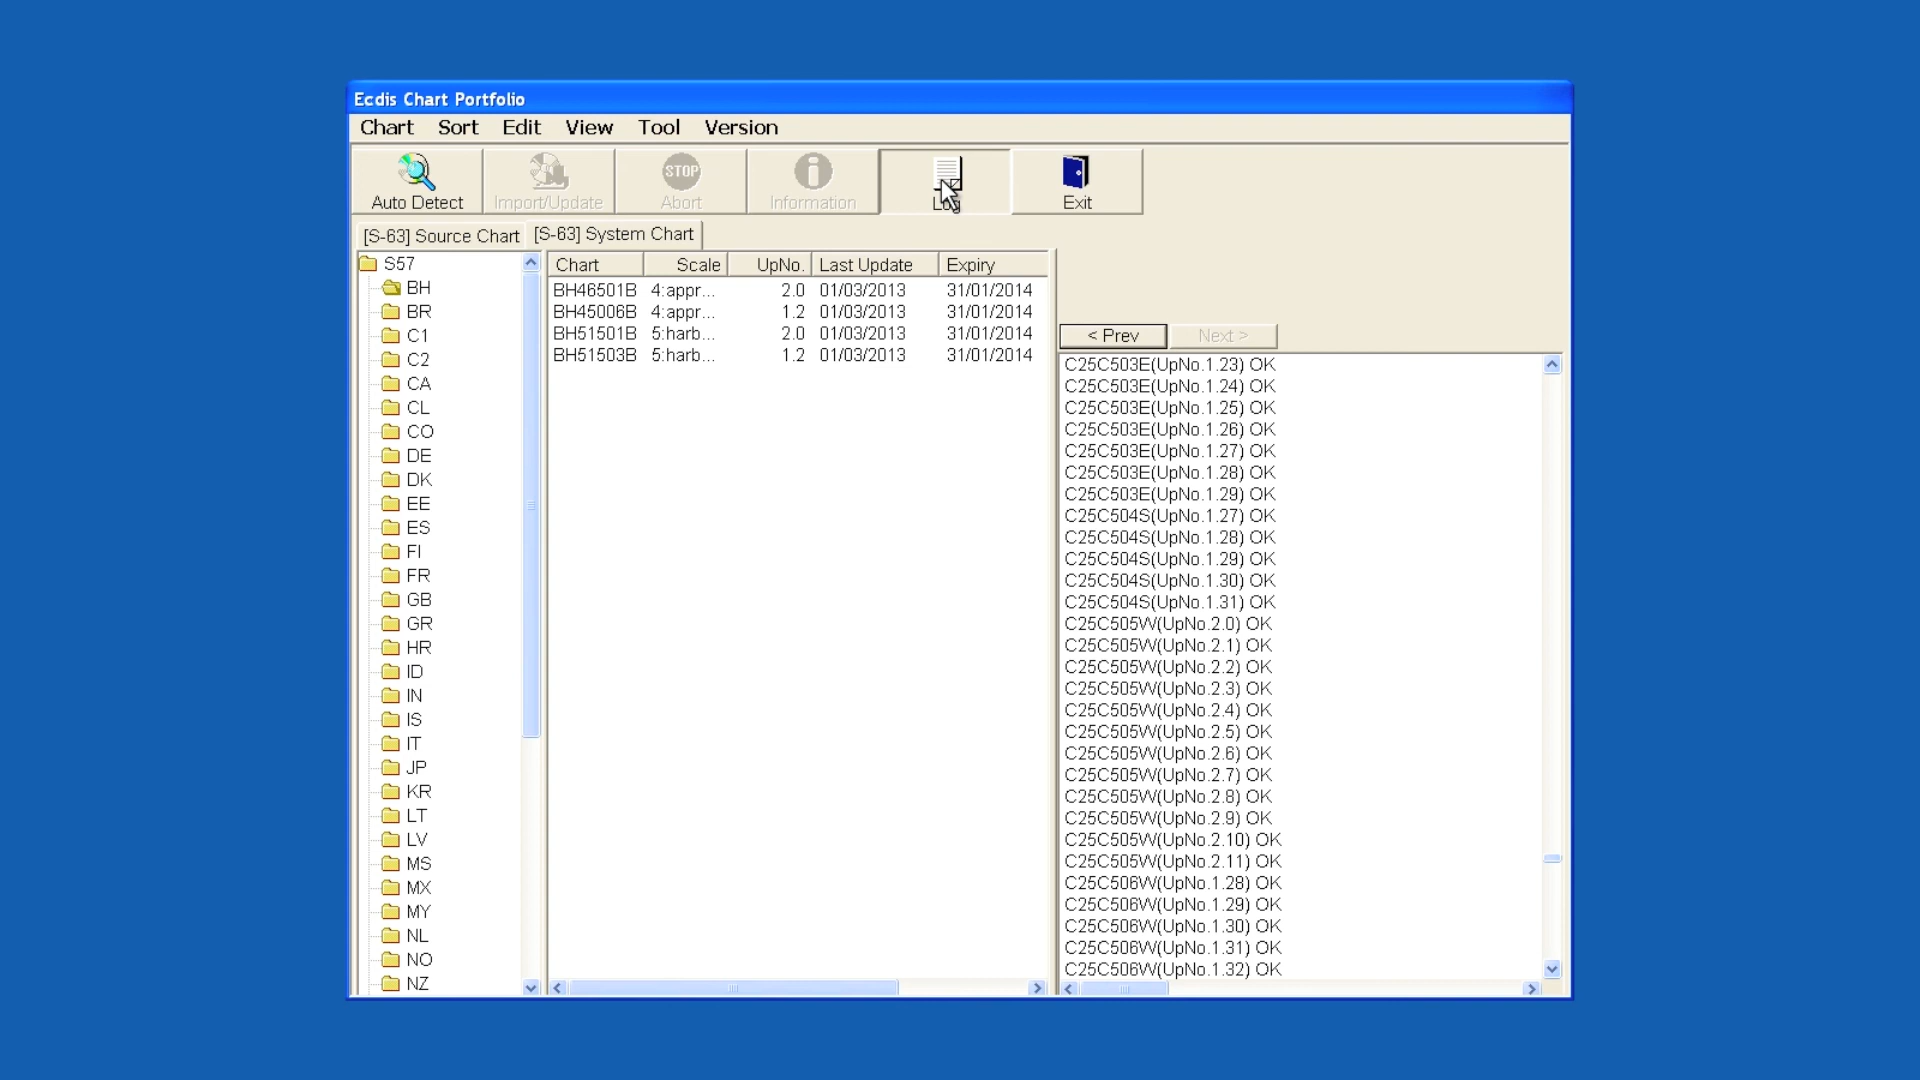 Ecdis Chart Portfolio
Chart Sort Edit View Tool Version
Auto Detect Import/Update STOP Abort Information Log Exit
[S-63] Source Chart [S-63] System Chart
S57
BH
BR
C1
C2
CA
CL
CO
DE
DK
EE
ES
FI
FR
GB
GR
HR
ID
IN
IS
IT
JP
KR
LT
LV
MS
MX
MY
NL
NO
NZ
Chart Scale UpNo. Last Update Expiry
BH46501B 4:appr... 2.0 01/03/2013 31/01/2014
BH45006B 4:appr... 1.2 01/03/2013 31/01/2014
BH51501B 5:harb... 2.0 01/03/2013 31/01/2014
BH51503B 5:harb... 1.2 01/03/2013 31/01/2014
< Prev Next >
C25C503E(UpNo.1.23) OK
C25C503E(UpNo.1.24) OK
C25C503E(UpNo.1.25) OK
C25C503E(UpNo.1.26) OK
C25C503E(UpNo.1.27) OK
C25C503E(UpNo.1.28) OK
C25C503E(UpNo.1.29) OK
C25C504S(UpNo.1.27) OK
C25C504S(UpNo.1.28) OK
C25C504S(UpNo.1.29) OK
C25C504S(UpNo.1.30) OK
C25C504S(UpNo.1.31) OK
C25C505W(UpNo.2.0) OK
C25C505W(UpNo.2.1) OK
C25C505W(UpNo.2.2) OK
C25C505W(UpNo.2.3) OK
C25C505W(UpNo.2.4) OK
C25C505W(UpNo.2.5) OK
C25C505W(UpNo.2.6) OK
C25C505W(UpNo.2.7) OK
C25C505W(UpNo.2.8) OK
C25C505W(UpNo.2.9) OK
C25C505W(UpNo.2.10) OK
C25C505W(UpNo.2.11) OK
C25C506W(UpNo.1.28) OK
C25C506W(UpNo.1.29) OK
C25C506W(UpNo.1.30) OK
C25C506W(UpNo.1.31) OK
C25C506W(UpNo.1.32) OK